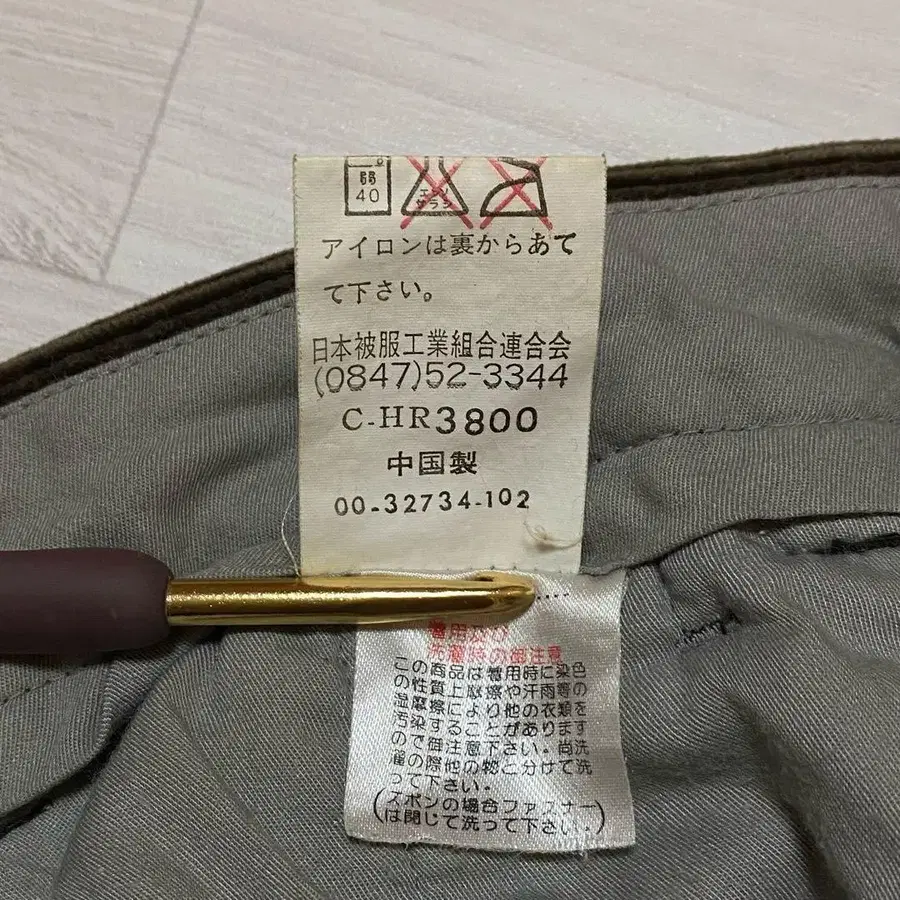 40
エンソ
サラシ
アイロンは裏からあて
て下さい。
日本被服工業組合連合会
(0847)52-3344
C-HR3800
中国製
00-32734-102
着用及び
洗濯時の御注意
この商品は着用時に染色
の性質上摩擦や汗雨等の
温摩擦により他の衣類を
汚染することがあります
ので御注意下さい。尚洗
濯の際他の物と分けて洗
って下さい。
(ズボンの場合ファスナー
は閉じて洗って下さい。)